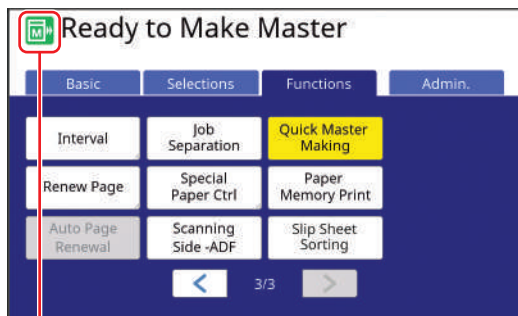 M
Ready to Make Master
Basic Selections Functions Admin.
Interval
Job
Separation
Quick Master
Making
Renew Page
Special
Paper Ctrl
Paper
Memory Print
Auto Page
Renewal
Scanning
Side -ADF
Slip Sheet
Sorting
< 3/3 >